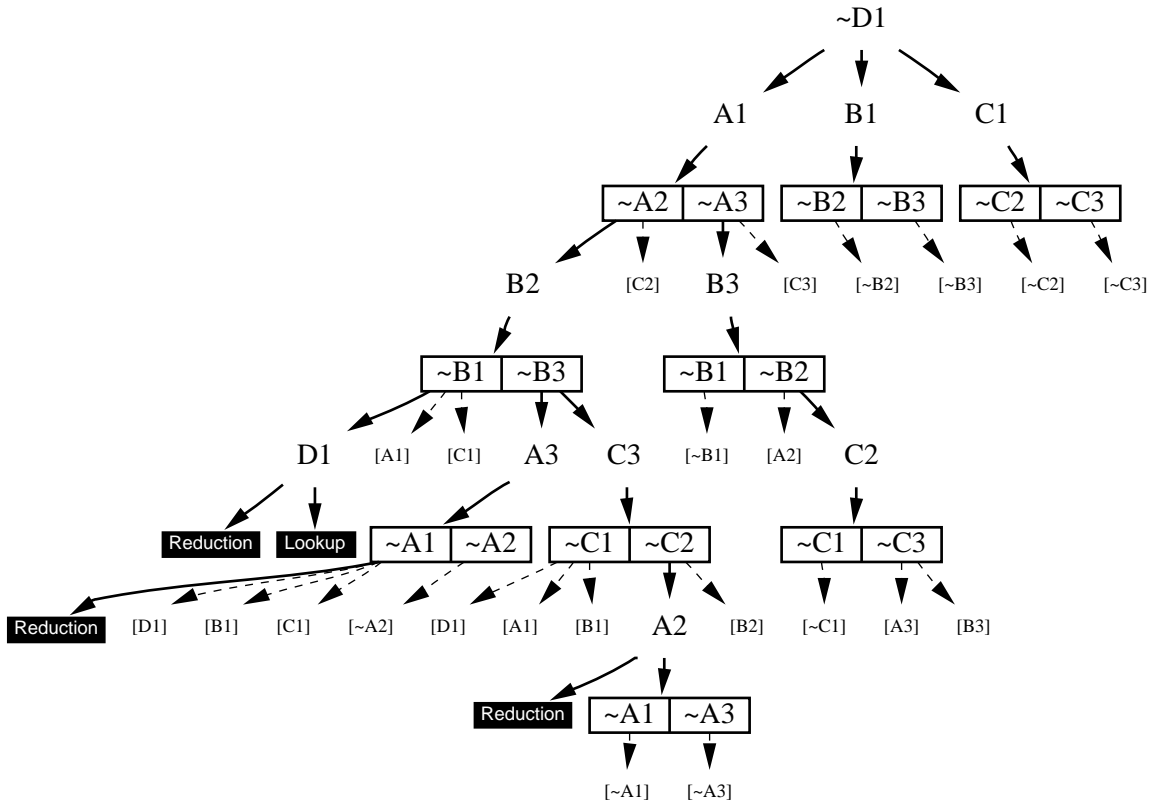 ~D1
A1 B1 C1
~A2 ~A3 ~B2 ~B3 ~C2 ~C3
B2 [C2] B3 [C3] [~B2] [~B3] [~C2] [~C3]
~B1 ~B3 ~B1 ~B2
D1 [A1] [C1] A3 C3 [~B1] [A2] C2
Reduction Lookup ~A1 ~A2 ~C1 ~C2 ~C1 ~C3
Reduction [D1] [B1] [C1] [~A2] [D1] [A1] [B1] A2 [B2] [~C1] [A3] [B3]
Reduction ~A1 ~A3
[~A1] [~A3]